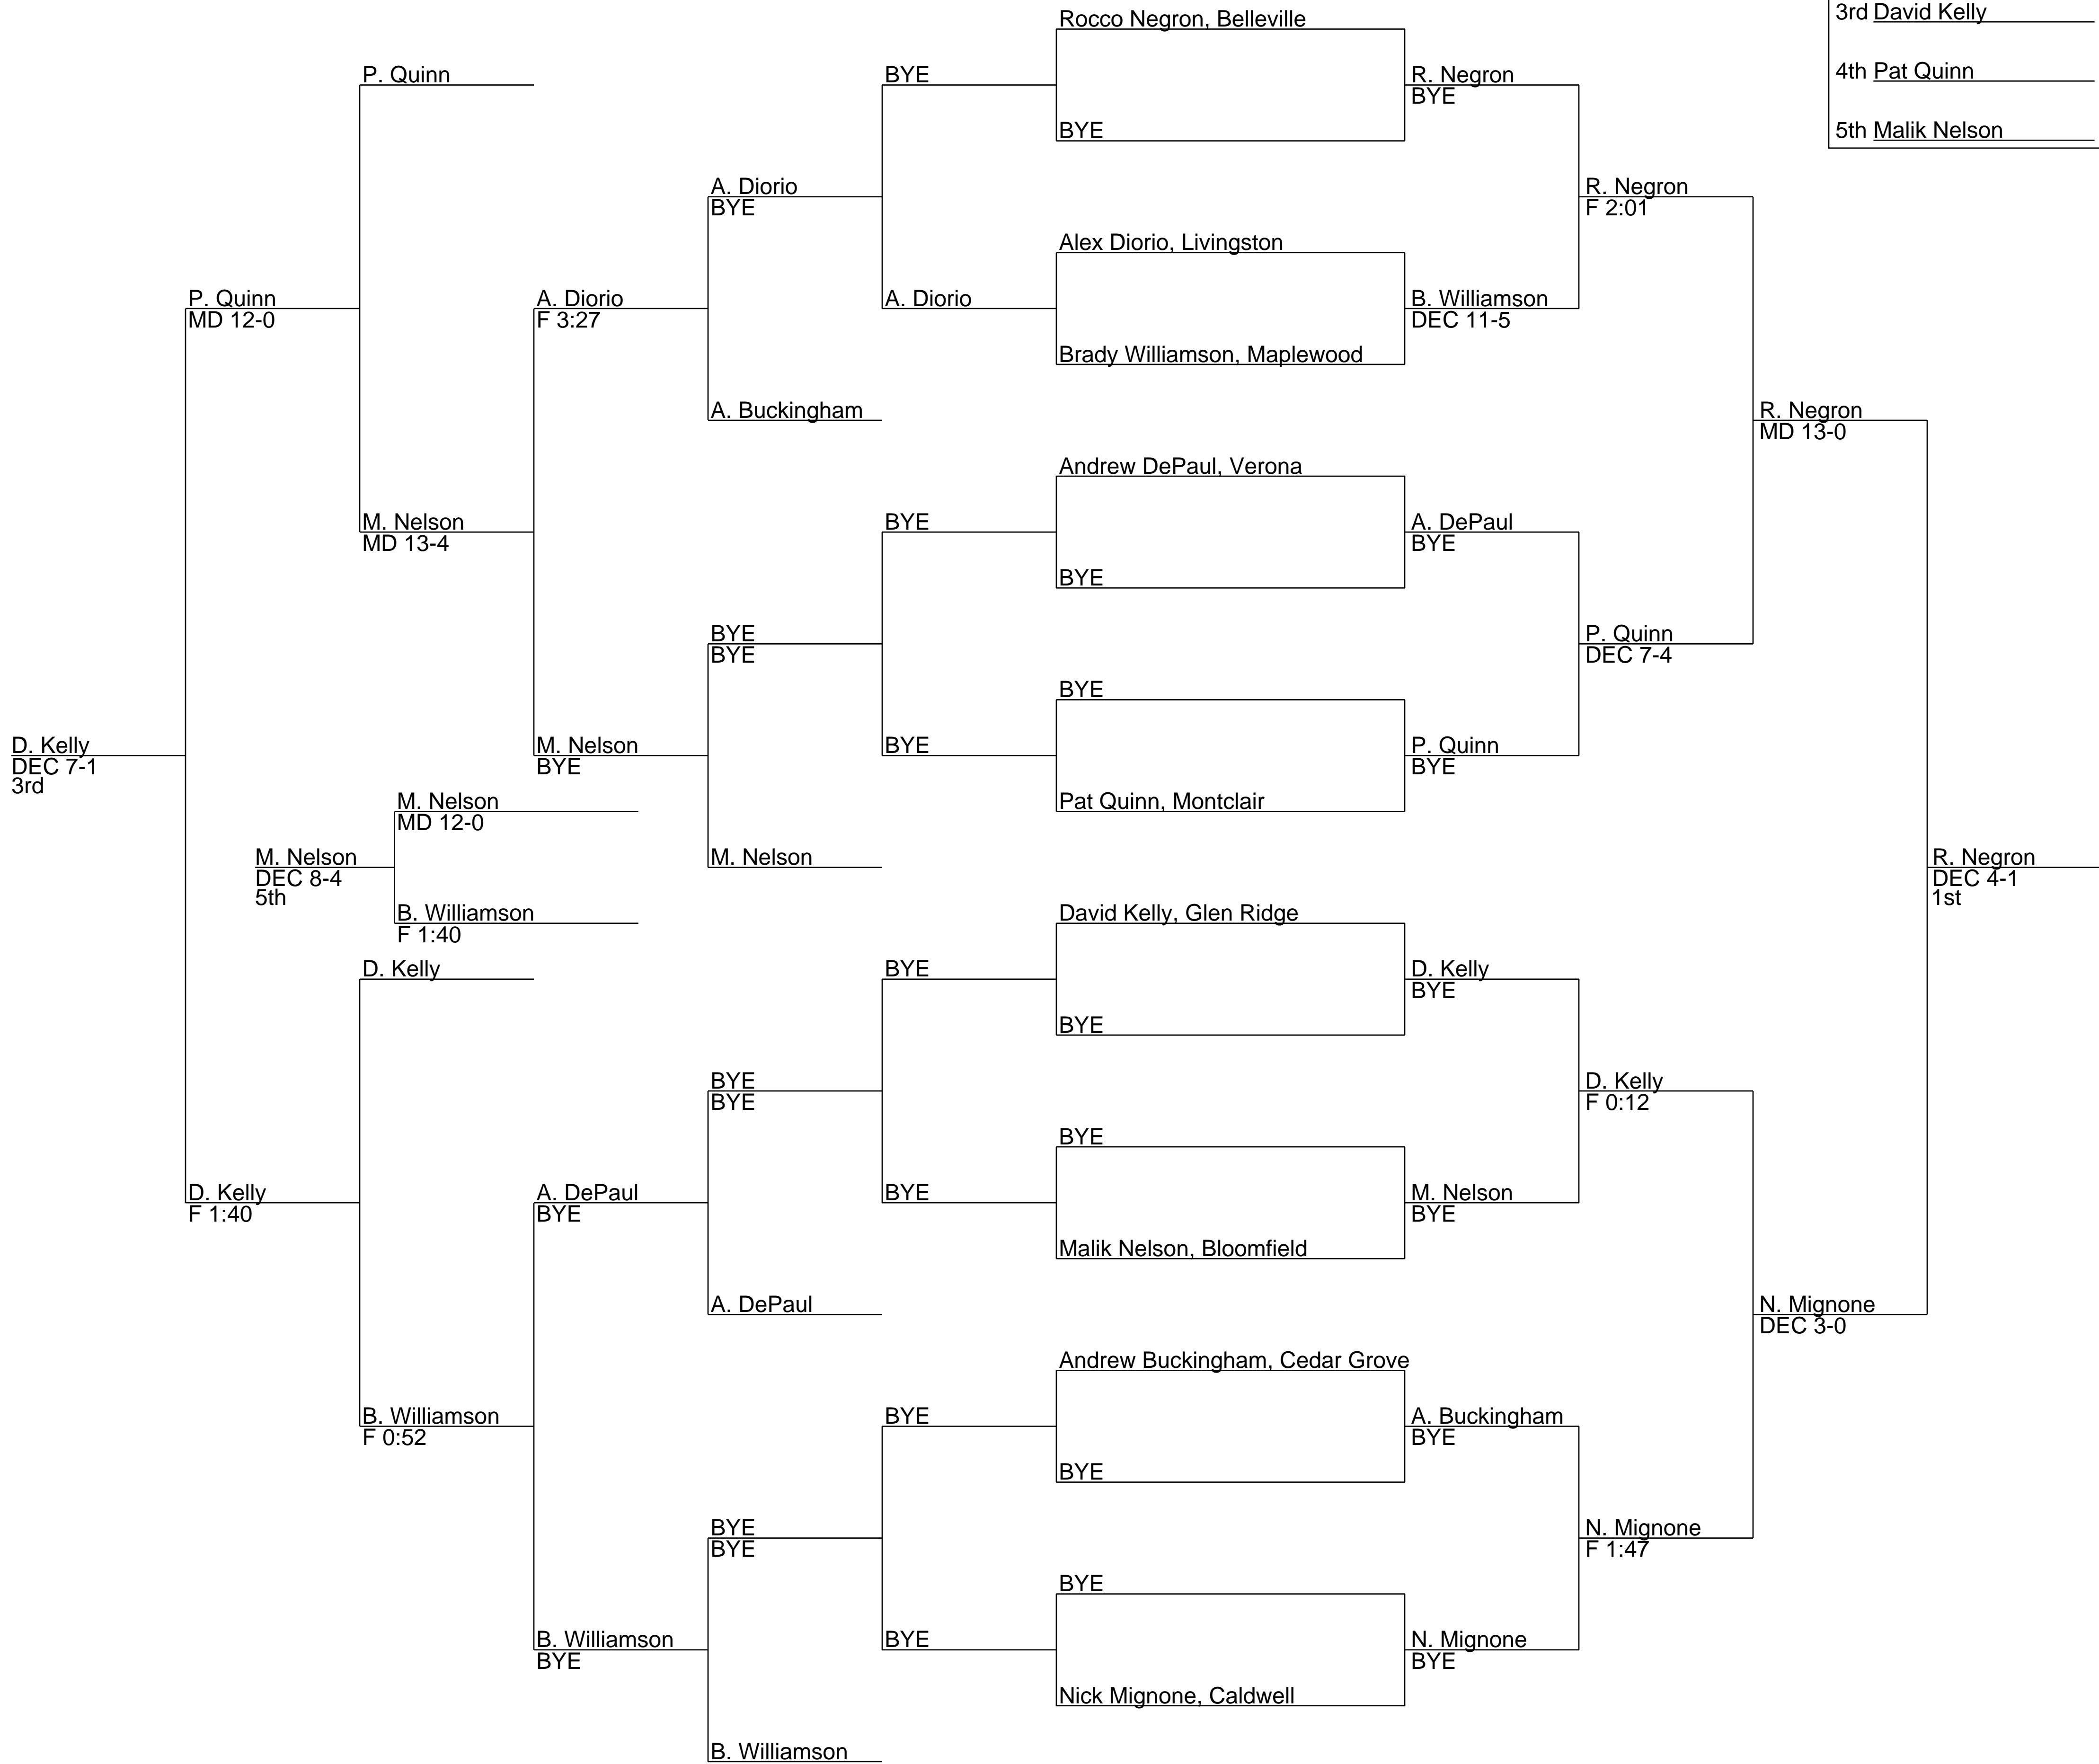 Rocco Negron, Belleville
3rd David Kelly
P. Quinn
BYE
R. Negron
BYE
4th Pat Quinn
BYE
5th Malik Nelson
A. Diorio
BYE
R. Negron
F 2:01
Alex Diorio, Livingston
P. Quinn
MD 12-0
A. Diorio
F 3:27
A. Diorio
B. Williamson
DEC 11-5
Brady Williamson, Maplewood
A. Buckingham
R. Negron
MD 13-0
Andrew DePaul, Verona
M. Nelson
MD 13-4
BYE
A. DePaul
BYE
BYE
BYE
BYE
P. Quinn
DEC 7-4
BYE
D. Kelly
DEC 7-1
3rd
M. Nelson
BYE
BYE
P. Quinn
BYE
M. Nelson
MD 12-0
Pat Quinn, Montclair
M. Nelson
DEC 8-4
5th
M. Nelson
R. Negron
DEC 4-1
1st
B. Williamson
F 1:40
David Kelly, Glen Ridge
D. Kelly
BYE
D. Kelly
BYE
BYE
BYE
BYE
D. Kelly
F 0:12
BYE
D. Kelly
F 1:40
A. DePaul
BYE
BYE
M. Nelson
BYE
Malik Nelson, Bloomfield
A. DePaul
N. Mignone
DEC 3-0
Andrew Buckingham, Cedar Grove
B. Williamson
F 0:52
BYE
A. Buckingham
BYE
BYE
BYE
BYE
N. Mignone
F 1:47
BYE
B. Williamson
BYE
BYE
N. Mignone
BYE
Nick Mignone, Caldwell
B. Williamson